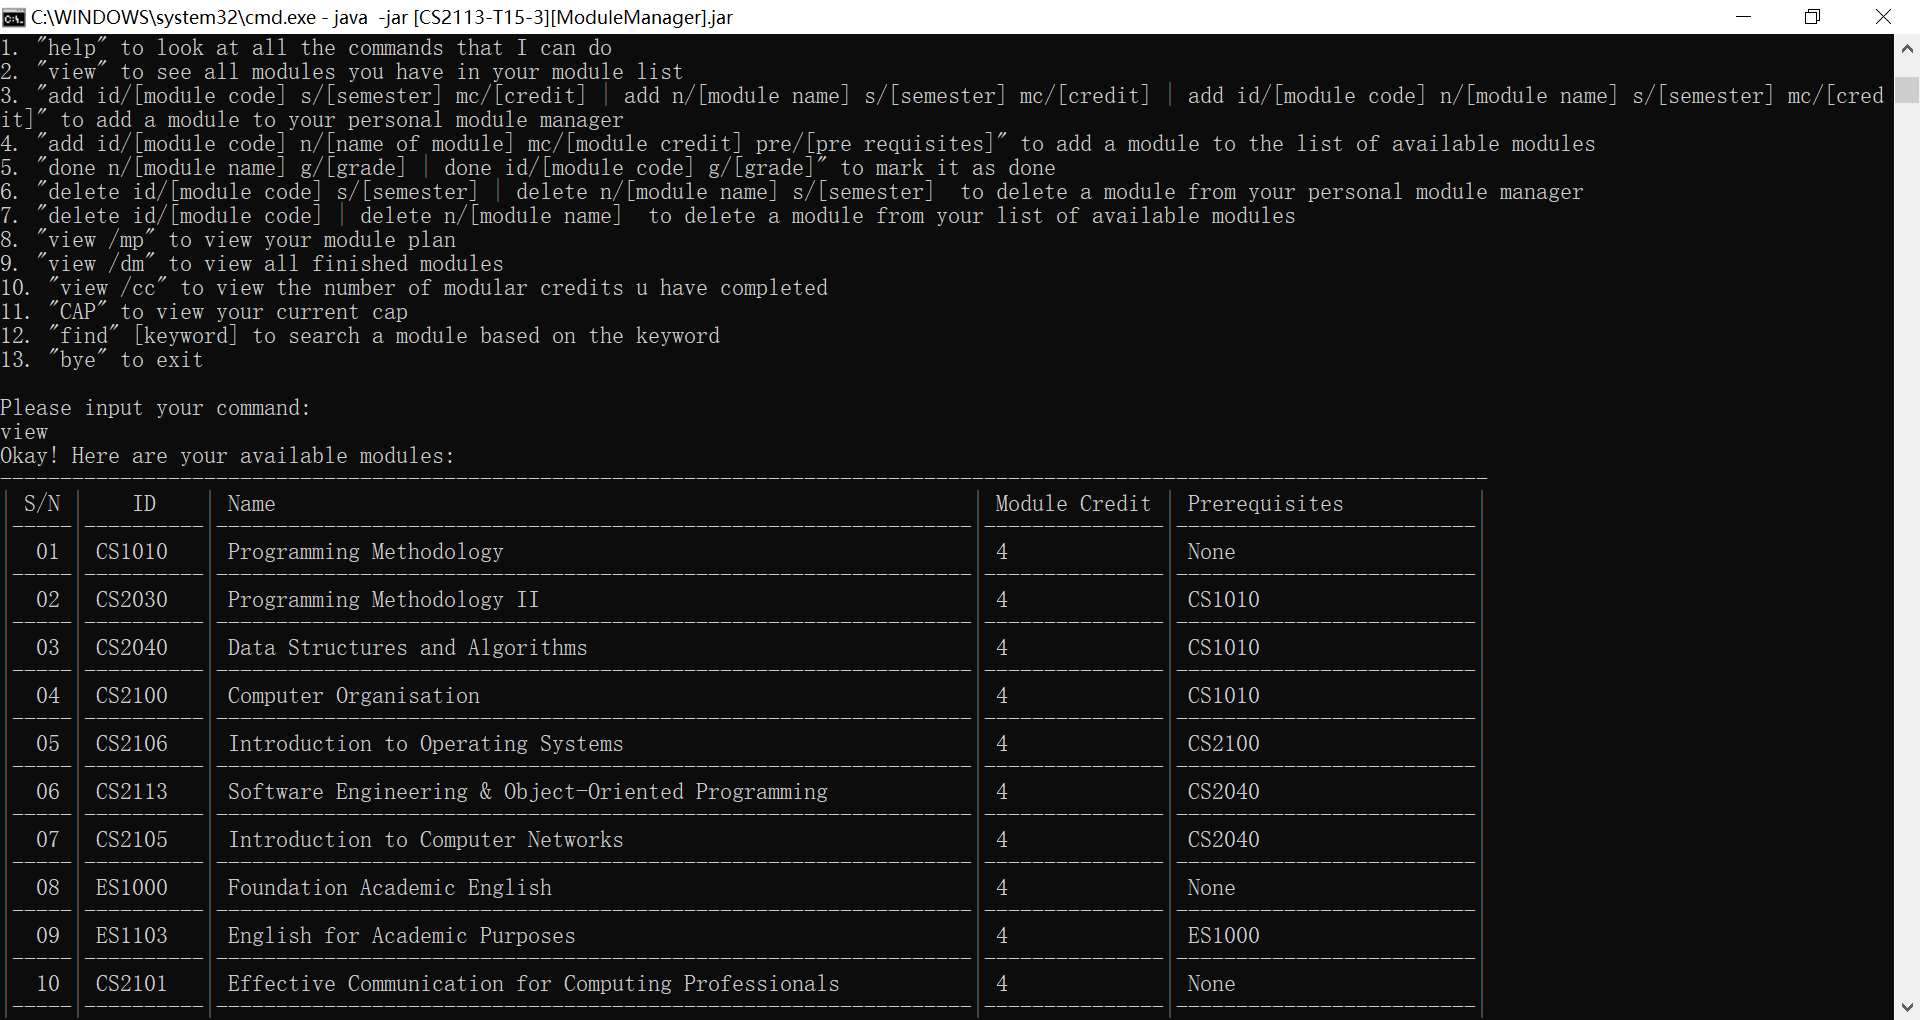 C:\WINDOWS\system32\cmd.exe - java  -jar [CS2113-T15-3][ModuleManager].jar
1. "help" to look at all the commands that I can do
2. "view" to see all modules you have in your module list
3. "add id/[module code] s/[semester] mc/[credit] | add n/[module name] s/[semester] mc/[credit] | add id/[module code] n/[module name] s/[semester] mc/[cred
it]" to add a module to your personal module manager
4. "add id/[module code] n/[name of module] mc/[module credit] pre/[pre requisites]" to add a module to the list of available modules
5. "done n/[module name] g/[grade] | done id/[module code] g/[grade]" to mark it as done
6. "delete id/[module code] s/[semester] | delete n/[module name] s/[semester]  to delete a module from your personal module manager
7. "delete id/[module code] | delete n/[module name]  to delete a module from your list of available modules
8. "view /mp" to view your module plan
9. "view /dm" to view all finished modules
10. "view /cc" to view the number of modular credits u have completed
11. "CAP" to view your current cap
12. "find" [keyword] to search a module based on the keyword
13. "bye" to exit
Please input your command:
view
Okay! Here are your available modules:
| S/N | ID | Name | Module Credit | Prerequisites |
| 01 | CS1010 | Programming Methodology | 4 | None |
| 02 | CS2030 | Programming Methodology II | 4 | CS1010 |
| 03 | CS2040 | Data Structures and Algorithms | 4 | CS1010 |
| 04 | CS2100 | Computer Organisation | 4 | CS1010 |
| 05 | CS2106 | Introduction to Operating Systems | 4 | CS2100 |
| 06 | CS2113 | Software Engineering & Object-Oriented Programming | 4 | CS2040 |
| 07 | CS2105 | Introduction to Computer Networks | 4 | CS2040 |
| 08 | ES1000 | Foundation Academic English | 4 | None |
| 09 | ES1103 | English for Academic Purposes | 4 | ES1000 |
| 10 | CS2101 | Effective Communication for Computing Professionals | 4 | None |